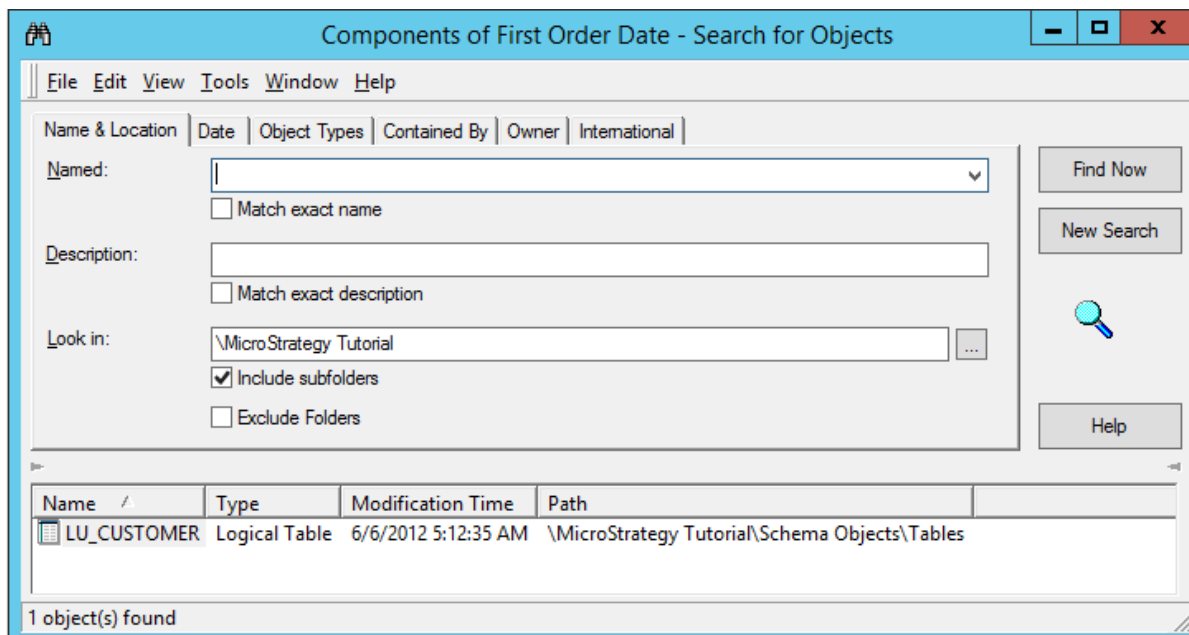 Components of First Order Date - Search for Objects
File Edit View Tools Window Help
Name & Location Date Object Types Contained By Owner International
Named:
Find Now
Match exact name
New Search
Description:
Match exact description
Look in:
\MicroStrategy Tutorial
...
Include subfolders
Exclude Folders
Help
Name Type Modification Time Path
LU_CUSTOMER Logical Table 6/6/2012 5:12:35 AM \MicroStrategy Tutorial\Schema Objects\Tables
1 object(s) found